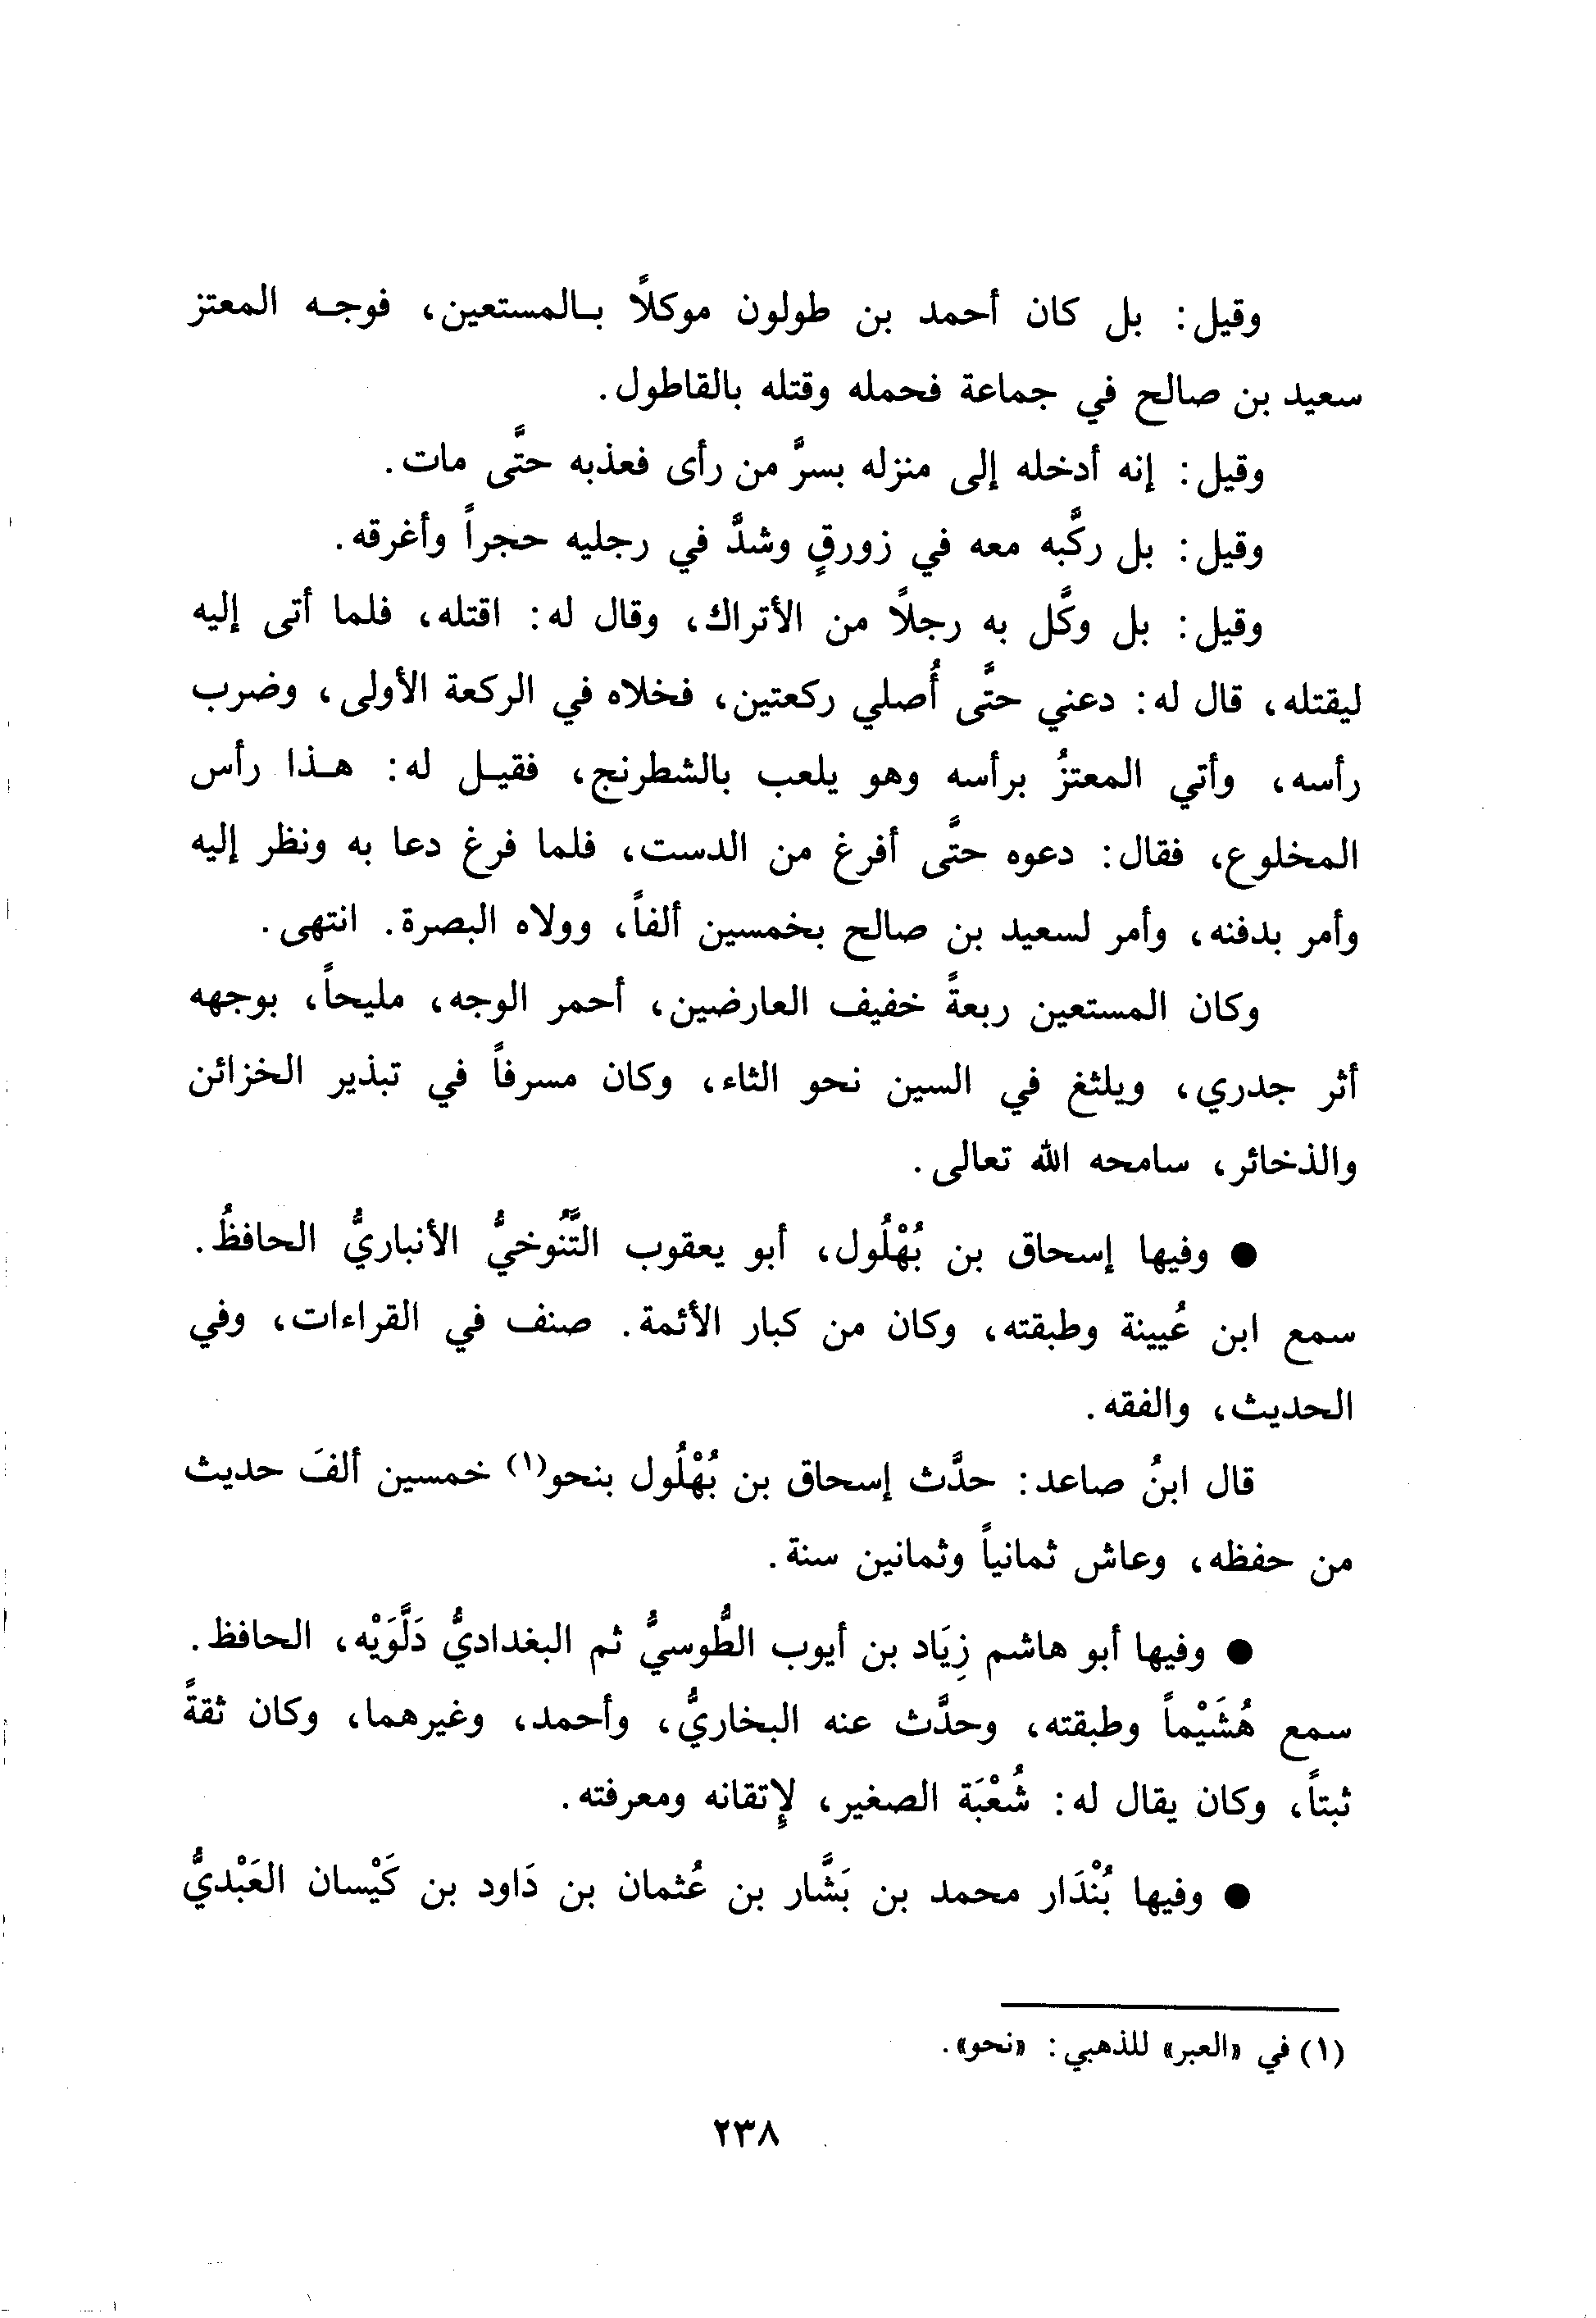 وقيل: بل كان أحمد بن طولون موكلاً بالمستعين، فوجه المعتز
سعيد بن صالح في جماعة فحمله وقتله بالقاطول.
وقيل: إنه أدخله إلى منزله بسرَّ من رأى فعذبه حتَّى مات.
وقيل: بل ركَّبه معه في زورقٍ وشدَّ في رجليه حجراً وأغرقه.
وقيل: بل وكَّل به رجلاً من الأتراك، وقال له: اقتله، فلما أتى إليه
ليقتله، قال له: دعني حتَّى أُصلي ركعتين، فخلاه في الركعة الأولى، وضرب
رأسه، وأتي المعتزُ برأسه وهو يلعب بالشطرنج، فقيل له: هذا رأس
المخلوع، فقال: دعوه حتَّى أفرغ من الدست، فلما فرغ دعا به ونظر إليه
وأمر بدفنه، وأمر لسعيد بن صالح بخمسين ألفاً، وولاه البصرة. انتهى.
وكان المستعين ربعةً خفيف العارضين، أحمر الوجه، مليحاً، بوجهه
أثر جدري، ويلثغ في السين نحو الثاء، وكان مسرفاً في تبذير الخزائن
والذخائر، سامحه الله تعالى.
● وفيها إسحاق بن بُهْلُول، أبو يعقوب التَّنُوخيُّ الأنباريُّ الحافظُ.
سمع ابن عُيينة وطبقته، وكان من كبار الأئمة. صنف في القراءات، وفي
الحديث، والفقه.
قال ابنُ صاعد: حدَّث إسحاق بن بُهْلُول بنحو(١) خمسين ألفَ حديث
من حفظه، وعاش ثمانياً وثمانين سنة.
● وفيها أبو هاشم زِيَاد بن أيوب الطُّوسيُّ ثم البغداديُّ دَلَّوَيْه، الحافظ.
سمع هُشَيْماً وطبقته، وحدَّث عنه البخاريُّ، وأحمد، وغيرهما، وكان ثقةً
ثبتاً، وكان يقال له: شُعْبَة الصغير، لإِتقانه ومعرفته.
● وفيها بُنْدَار محمد بن بَشَّار بن عُثمان بن دَاود بن كَيْسان العَبْديُّ
(١) في «العبر» للذهبي: «نحو».
٢٣٨